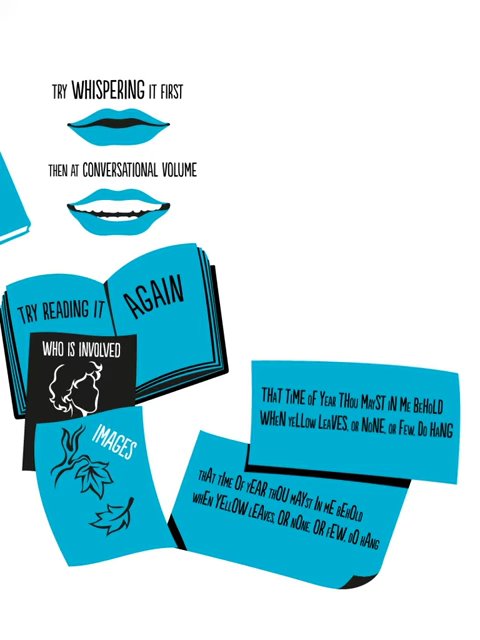 TRY WHISPERING IT FIRST
THEN AT CONVERSATIONAL VOLUME
TRY READING IT AGAIN
WHO IS INVOLVED
IMAGES
THAT TIME OF YEAR THOU MAYST IN ME BEHOLD
WHEN YELLOW LEAVES, OR NONE, OR FEW, DO HANG
THAT TIME OF YEAR THOU MAYST IN ME BEHOLD
WHEN YELLOW LEAVES, OR NONE, OR FEW, DO HANG